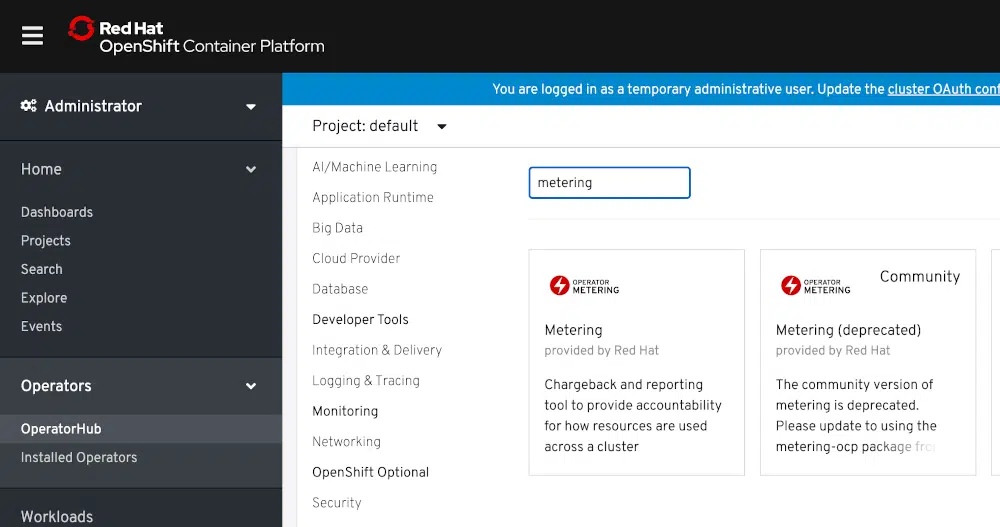 Red Hat
OpenShift Container Platform
Administrator
Home
Dashboards
Projects
Search
Explore
Events
Operators
OperatorHub
Installed Operators
Workloads
You are logged in as a temporary administrative user. Update the cluster OAuth conf
Project: default
AI/Machine Learning
Application Runtime
Big Data
Cloud Provider
Database
Developer Tools
Integration & Delivery
Logging & Tracing
Monitoring
Networking
OpenShift Optional
Security
metering
OPERATOR
METERING
Metering
provided by Red Hat
Chargeback and reporting
tool to provide accountability
for how resources are used
across a cluster
OPERATOR
METERING
Community
Metering (deprecated)
provided by Red Hat
The community version of
metering is deprecated.
Please update to using the
metering-ocp package fro